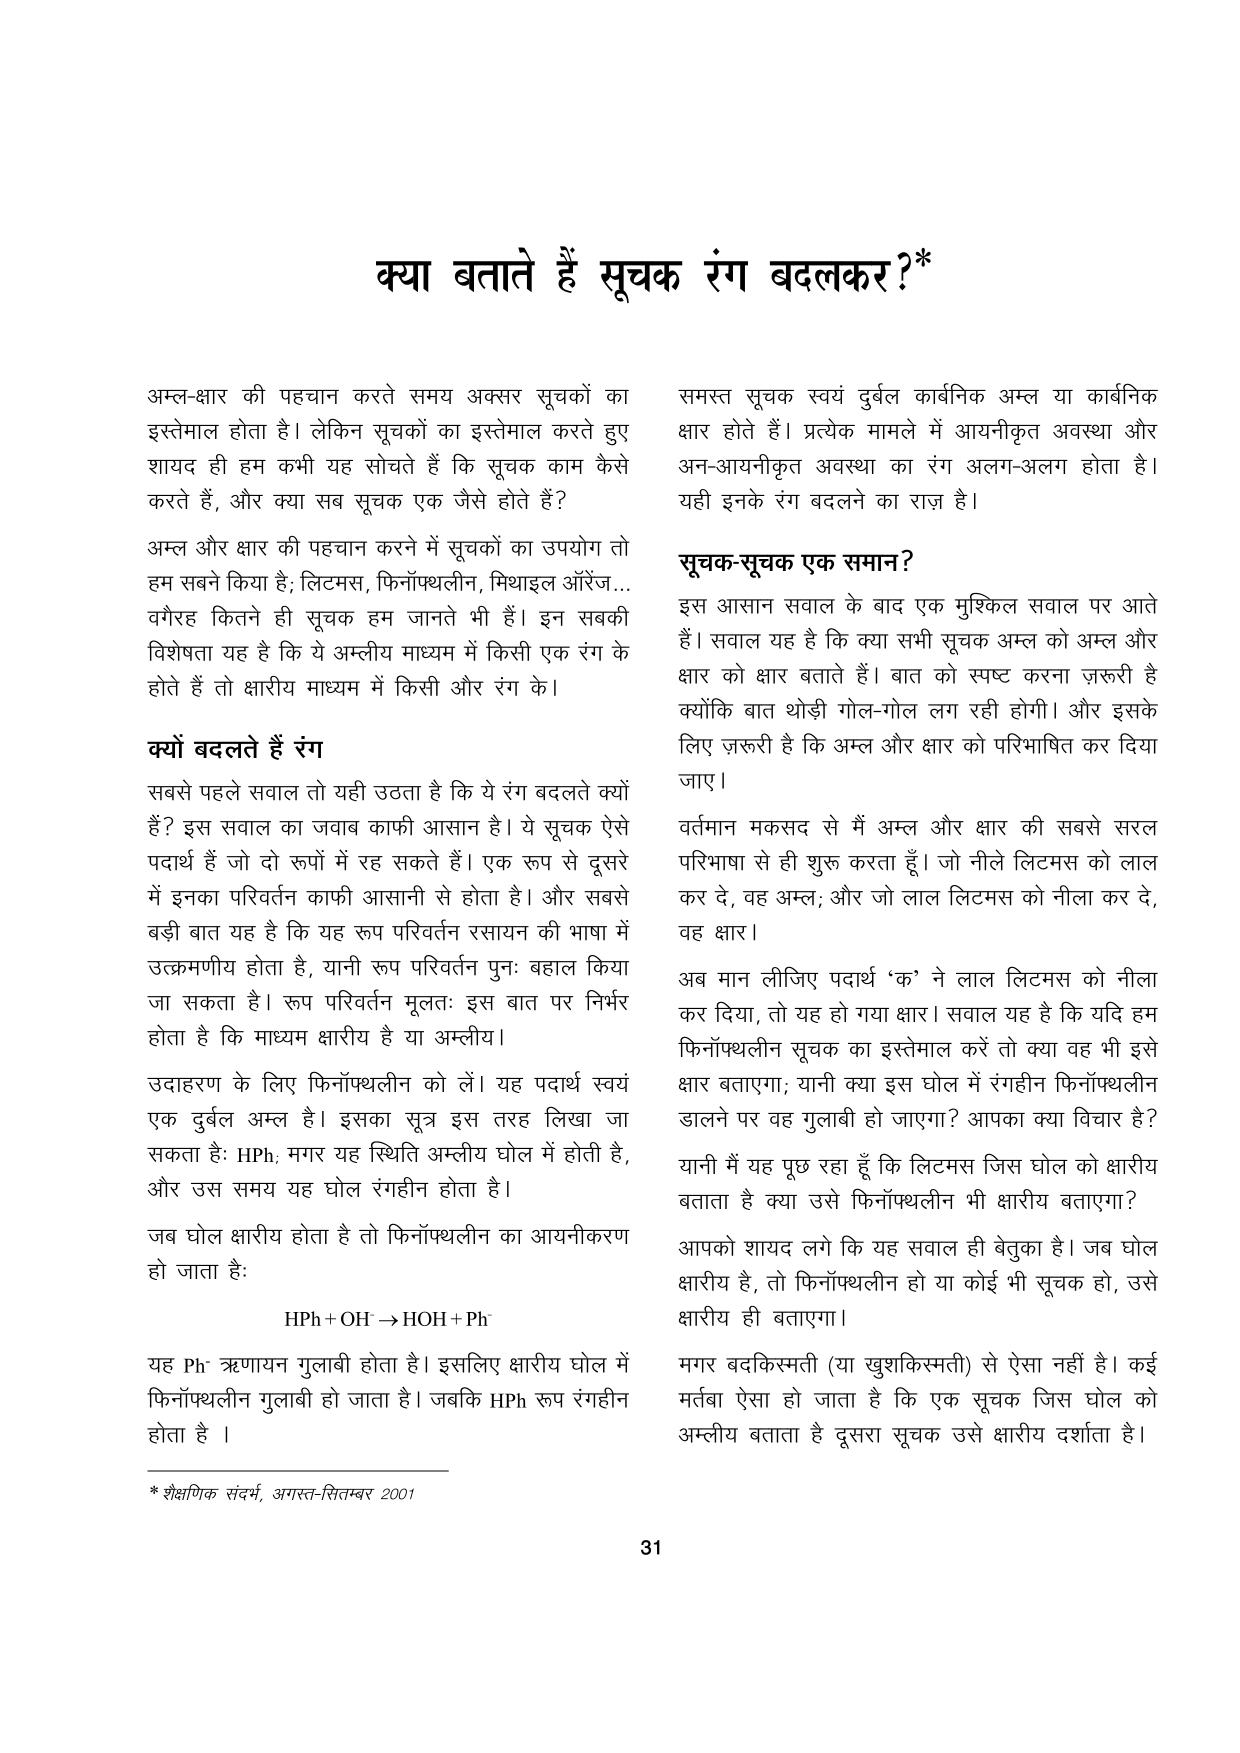 क्या बताते हैं सूचक रंग बदलकर?*
अम्ल-क्षार की पहचान करते समय अक्सर सूचकों का
इस्तेमाल होता है। लेकिन सूचकों का इस्तेमाल करते हुए
शायद ही हम कभी यह सोचते हैं कि सूचक काम कैसे
करते हैं, और क्या सब सूचक एक जैसे होते हैं?
अम्ल और क्षार की पहचान करने में सूचकों का उपयोग तो
हम सबने किया है; लिटमस, फिनॉफ्थलीन, मिथाइल ऑरेंज...
वगैरह कितने ही सूचक हम जानते भी हैं। इन सबकी
विशेषता यह है कि ये अम्लीय माध्यम में किसी एक रंग के
होते हैं तो क्षारीय माध्यम में किसी और रंग के।
क्यों बदलते हैं रंग
सबसे पहले सवाल तो यही उठता है कि ये रंग बदलते क्यों
हैं? इस सवाल का जवाब काफी आसान है। ये सूचक ऐसे
पदार्थ हैं जो दो रूपों में रह सकते हैं। एक रूप से दूसरे
में इनका परिवर्तन काफी आसानी से होता है। और सबसे
बड़ी बात यह है कि यह रूप परिवर्तन रसायन की भाषा में
उत्क्रमणीय होता है, यानी रूप परिवर्तन पुनः बहाल किया
जा सकता है। रूप परिवर्तन मूलतः इस बात पर निर्भर
होता है कि माध्यम क्षारीय है या अम्लीय।
उदाहरण के लिए फिनॉफ्थलीन को लें। यह पदार्थ स्वयं
एक दुर्बल अम्ल है। इसका सूत्र इस तरह लिखा जा
सकता हैः HPh; मगर यह स्थिति अम्लीय घोल में होती है,
और उस समय यह घोल रंगहीन होता है।
जब घोल क्षारीय होता है तो फिनॉफ्थलीन का आयनीकरण
हो जाता हैः
HPh + OH⁻ → HOH + Ph⁻
यह Ph⁻ ऋणायन गुलाबी होता है। इसलिए क्षारीय घोल में
फिनॉफ्थलीन गुलाबी हो जाता है। जबकि HPh रूप रंगहीन
होता है ।
* शैक्षणिक संदर्भ, अगस्त-सितम्बर 2001
समस्त सूचक स्वयं दुर्बल कार्बनिक अम्ल या कार्बनिक
क्षार होते हैं। प्रत्येक मामले में आयनीकृत अवस्था और
अन-आयनीकृत अवस्था का रंग अलग-अलग होता है।
यही इनके रंग बदलने का राज़ है।
सूचक-सूचक एक समान?
इस आसान सवाल के बाद एक मुश्किल सवाल पर आते
हैं। सवाल यह है कि क्या सभी सूचक अम्ल को अम्ल और
क्षार को क्षार बताते हैं। बात को स्पष्ट करना ज़रूरी है
क्योंकि बात थोड़ी गोल-गोल लग रही होगी। और इसके
लिए ज़रूरी है कि अम्ल और क्षार को परिभाषित कर दिया
जाए।
वर्तमान मकसद से मैं अम्ल और क्षार की सबसे सरल
परिभाषा से ही शुरू करता हूँ। जो नीले लिटमस को लाल
कर दे, वह अम्ल; और जो लाल लिटमस को नीला कर दे,
वह क्षार।
अब मान लीजिए पदार्थ ‘क’ ने लाल लिटमस को नीला
कर दिया, तो यह हो गया क्षार। सवाल यह है कि यदि हम
फिनॉफ्थलीन सूचक का इस्तेमाल करें तो क्या वह भी इसे
क्षार बताएगा; यानी क्या इस घोल में रंगहीन फिनॉफ्थलीन
डालने पर वह गुलाबी हो जाएगा? आपका क्या विचार है?
यानी मैं यह पूछ रहा हूँ कि लिटमस जिस घोल को क्षारीय
बताता है क्या उसे फिनॉफ्थलीन भी क्षारीय बताएगा?
आपको शायद लगे कि यह सवाल ही बेतुका है। जब घोल
क्षारीय है, तो फिनॉफ्थलीन हो या कोई भी सूचक हो, उसे
क्षारीय ही बताएगा।
मगर बदकिस्मती (या खुशकिस्मती) से ऐसा नहीं है। कई
मर्तबा ऐसा हो जाता है कि एक सूचक जिस घोल को
अम्लीय बताता है दूसरा सूचक उसे क्षारीय दर्शाता है।
31